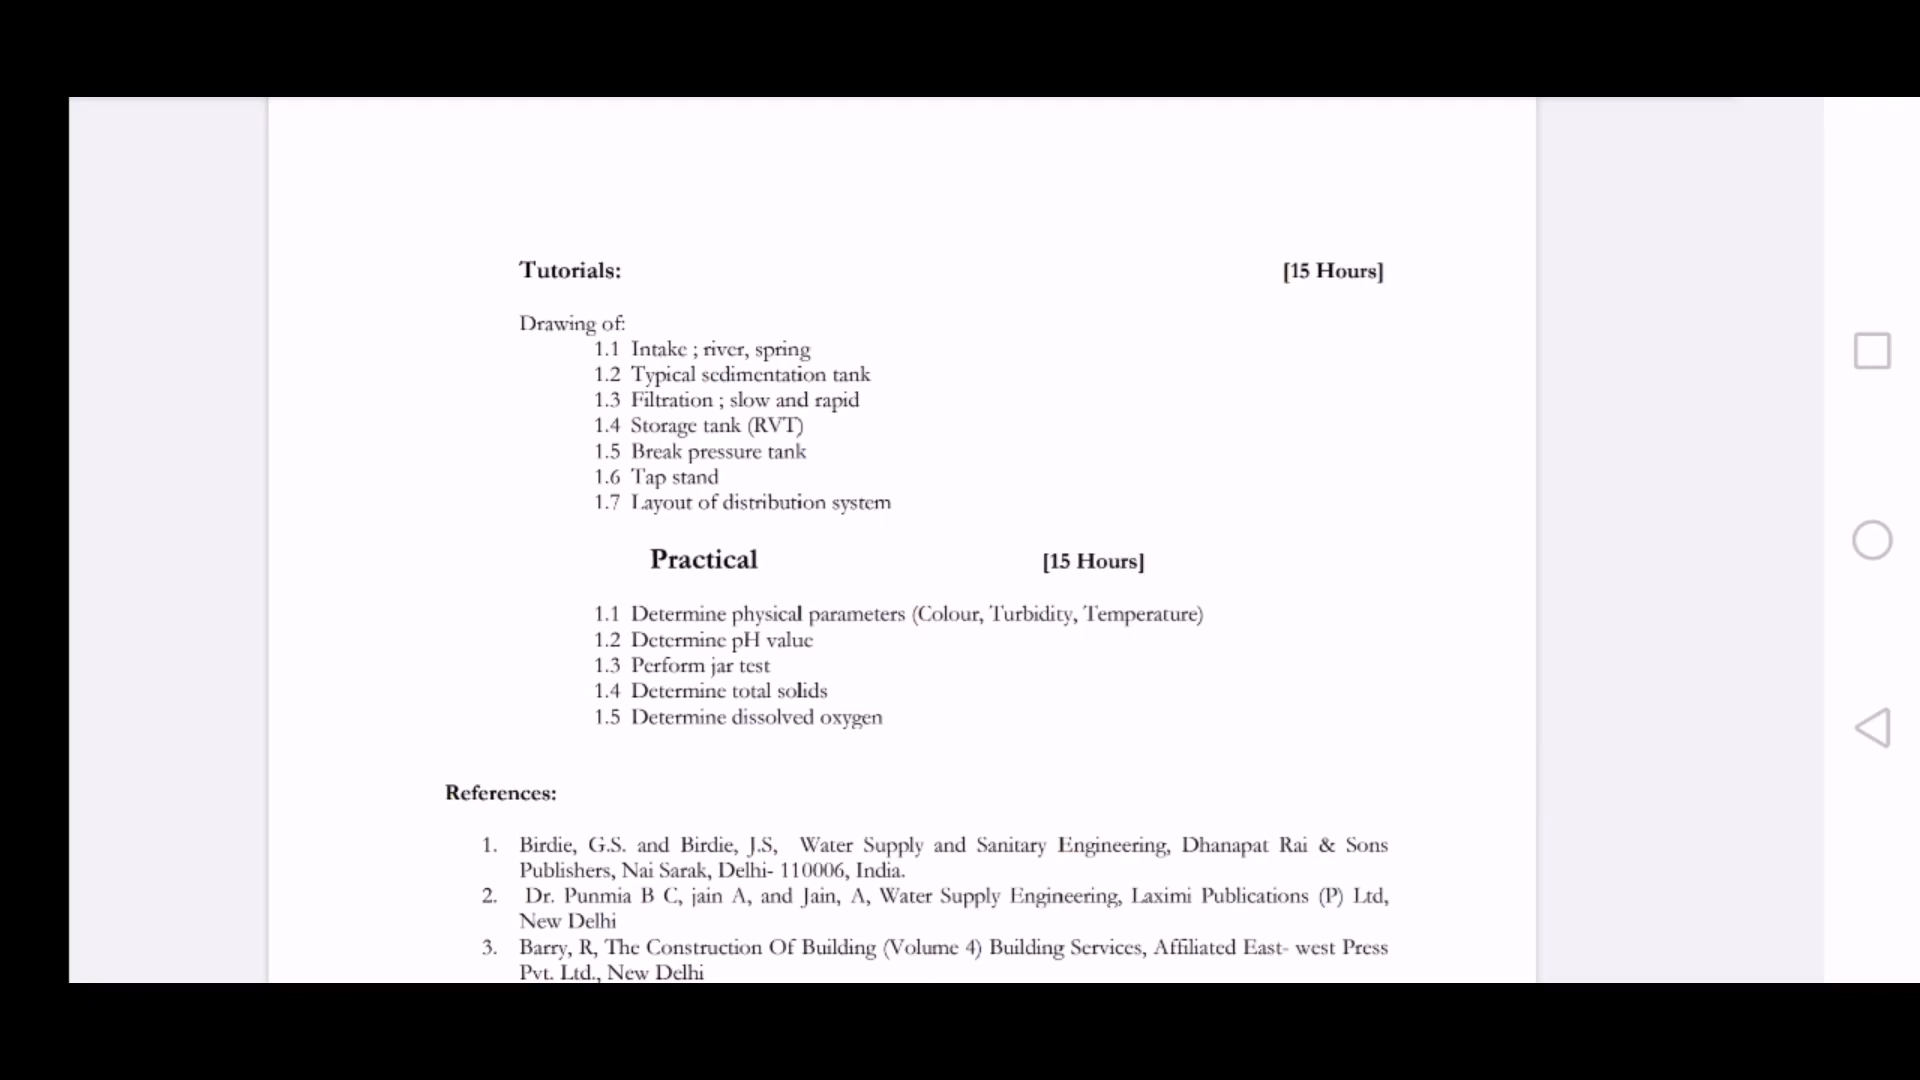 Tutorials: [15 Hours]
Drawing of:
1.1 Intake ; river, spring
1.2 Typical sedimentation tank
1.3 Filtration ; slow and rapid
1.4 Storage tank (RVT)
1.5 Break pressure tank
1.6 Tap stand
1.7 Layout of distribution system
Practical [15 Hours]
1.1 Determine physical parameters (Colour, Turbidity, Temperature)
1.2 Determine pH value
1.3 Perform jar test
1.4 Determine total solids
1.5 Determine dissolved oxygen
References:
1. Birdie, G.S. and Birdie, J.S, Water Supply and Sanitary Engineering, Dhanapat Rai & Sons
Publishers, Nai Sarak, Delhi- 110006, India.
2. Dr. Punmia B C, jain A, and Jain, A, Water Supply Engineering, Laximi Publications (P) Ltd,
New Delhi
3. Barry, R, The Construction Of Building (Volume 4) Building Services, Affiliated East- west Press
Pvt. Ltd., New Delhi